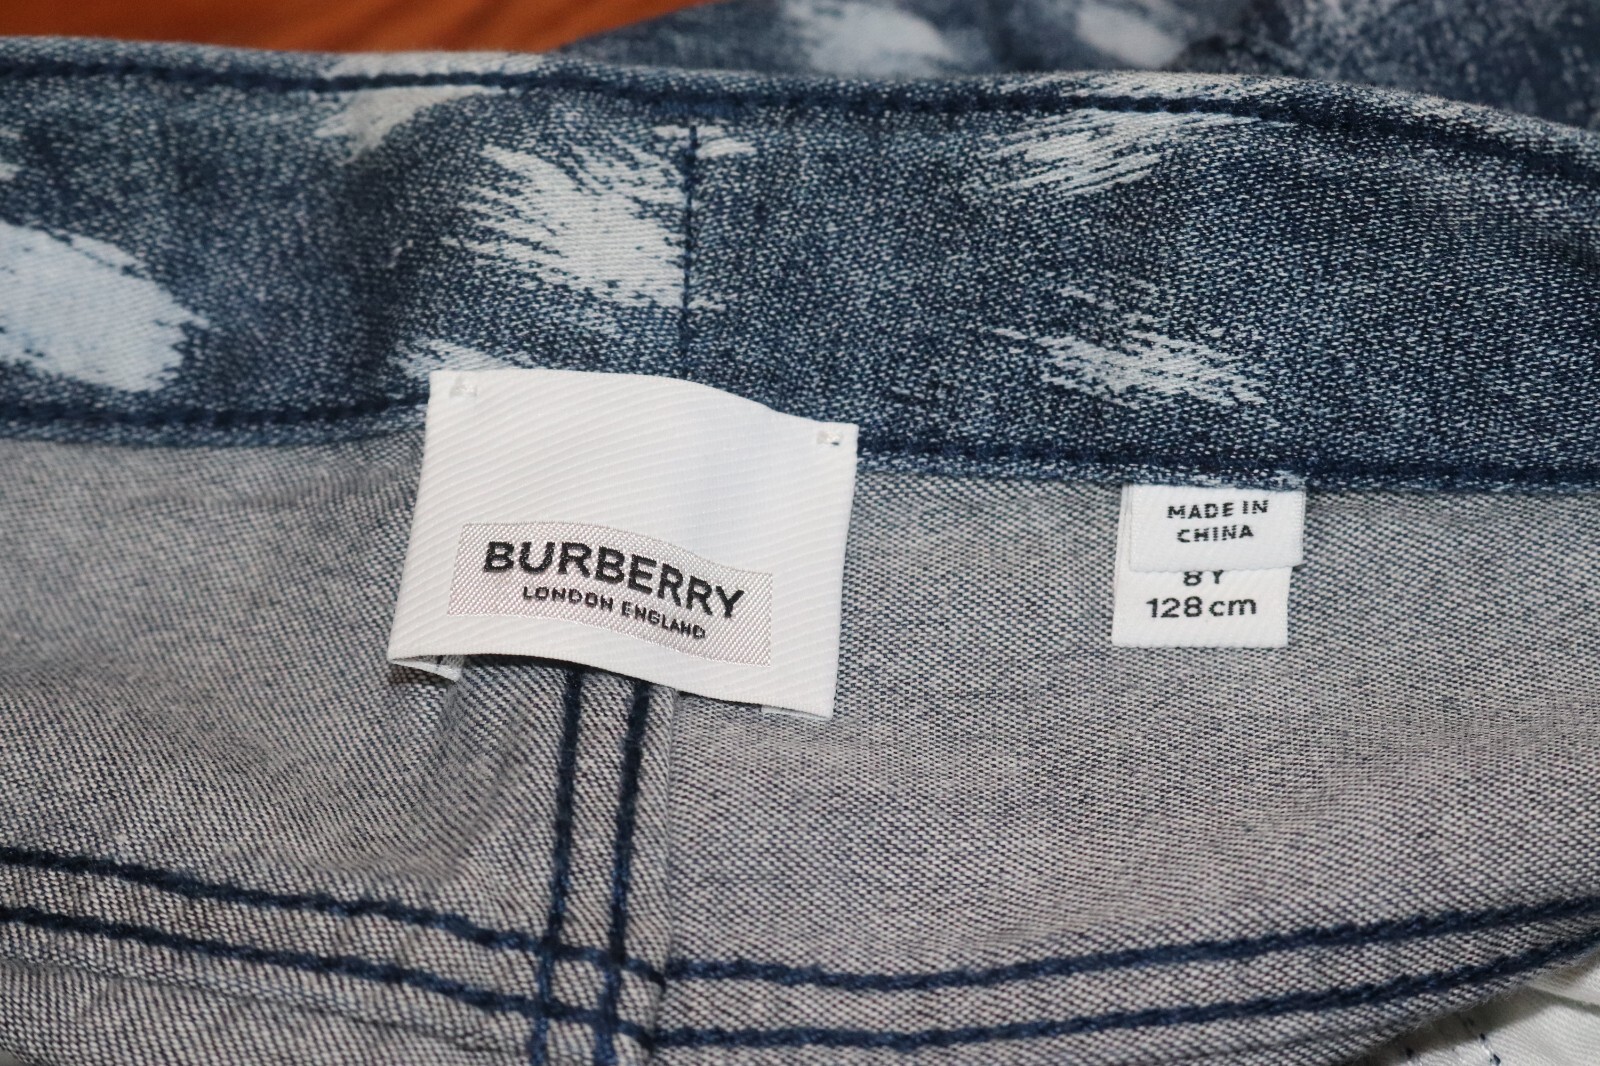 BURBERRY
LONDON ENGLAND
MADE IN
CHINA
8Y
128 cm